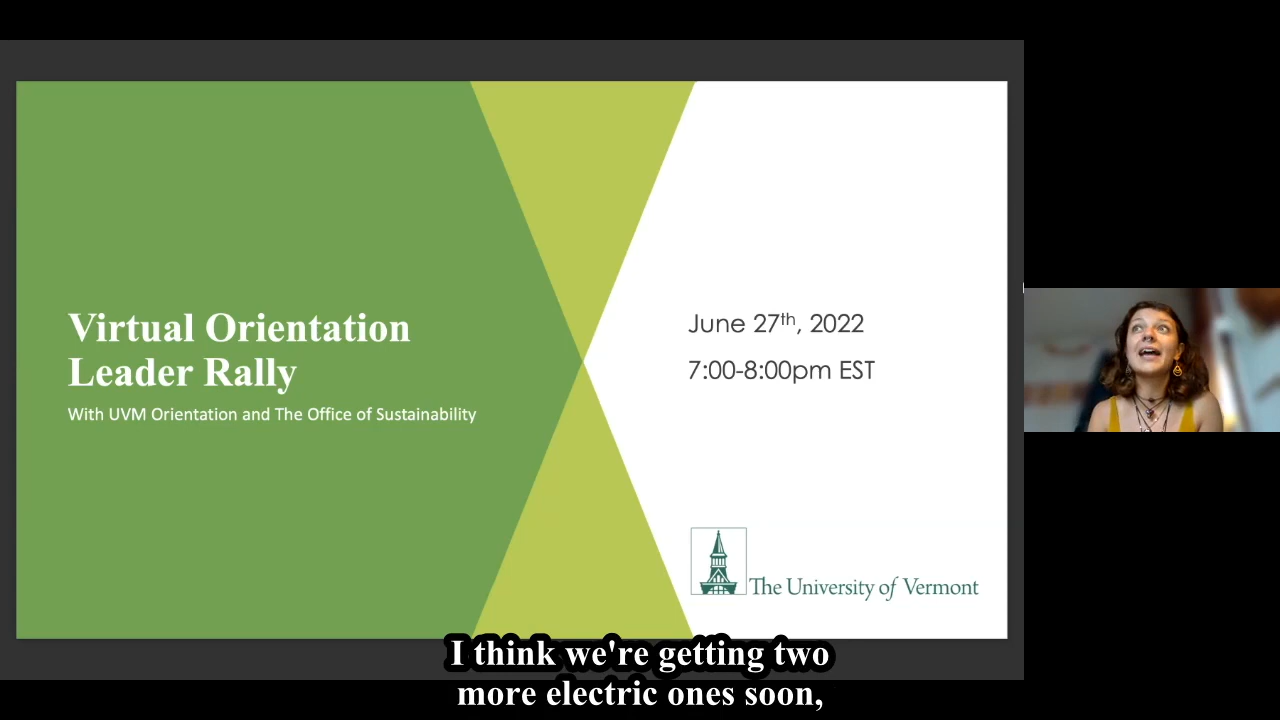 Virtual Orientation
Leader Rally
With UVM Orientation and The Office of Sustainability
June 27th, 2022
7:00-8:00pm EST
The University of Vermont
I think we're getting two
more electric ones soon,